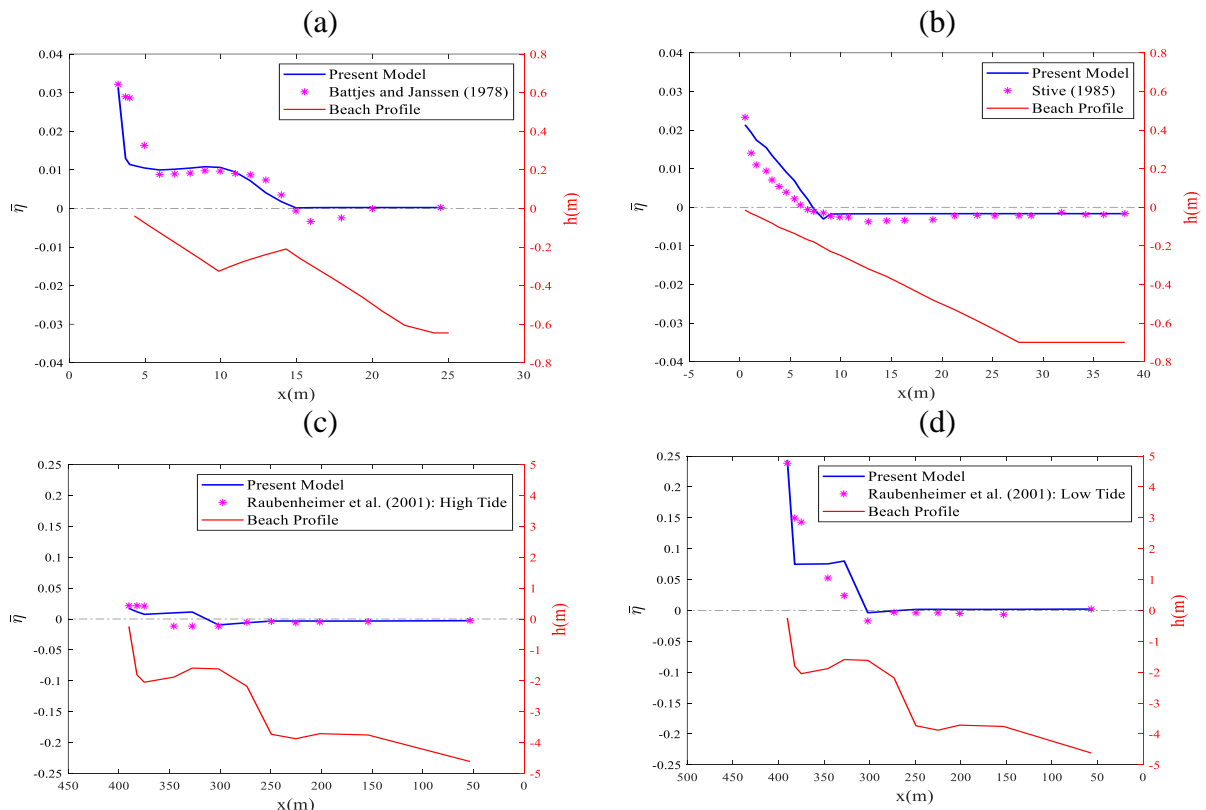 (a)
0.04
0.03
0.02
0.01
0
-0.01
-0.02
-0.03
-0.04
η̄
0.8
0.6
0.4
0.2
0
-0.2
-0.4
-0.6
-0.8
h(m)
Present Model
Battjes and Janssen (1978)
Beach Profile
0 5 10 15 20 25 30
x(m)
(b)
0.04
0.03
0.02
0.01
0
-0.01
-0.02
-0.03
-0.04
η̄
0.8
0.6
0.4
0.2
0
-0.2
-0.4
-0.6
-0.8
h(m)
Present Model
Stive (1985)
Beach Profile
-5 0 5 10 15 20 25 30 35 40
x(m)
(c)
0.25
0.2
0.15
0.1
0.05
0
-0.05
-0.1
-0.15
-0.2
-0.25
η̄
5
4
3
2
1
0
-1
-2
-3
-4
-5
h(m)
Present Model
Raubenheimer et al. (2001): High Tide
Beach Profile
450 400 350 300 250 200 150 100 50 0
x(m)
(d)
0.25
0.2
0.15
0.1
0.05
0
-0.05
-0.1
-0.15
-0.2
-0.25
η̄
5
4
3
2
1
0
-1
-2
-3
-4
-5
h(m)
Present Model
Raubenheimer et al. (2001): Low Tide
Beach Profile
500 450 400 350 300 250 200 150 100 50 0
x(m)